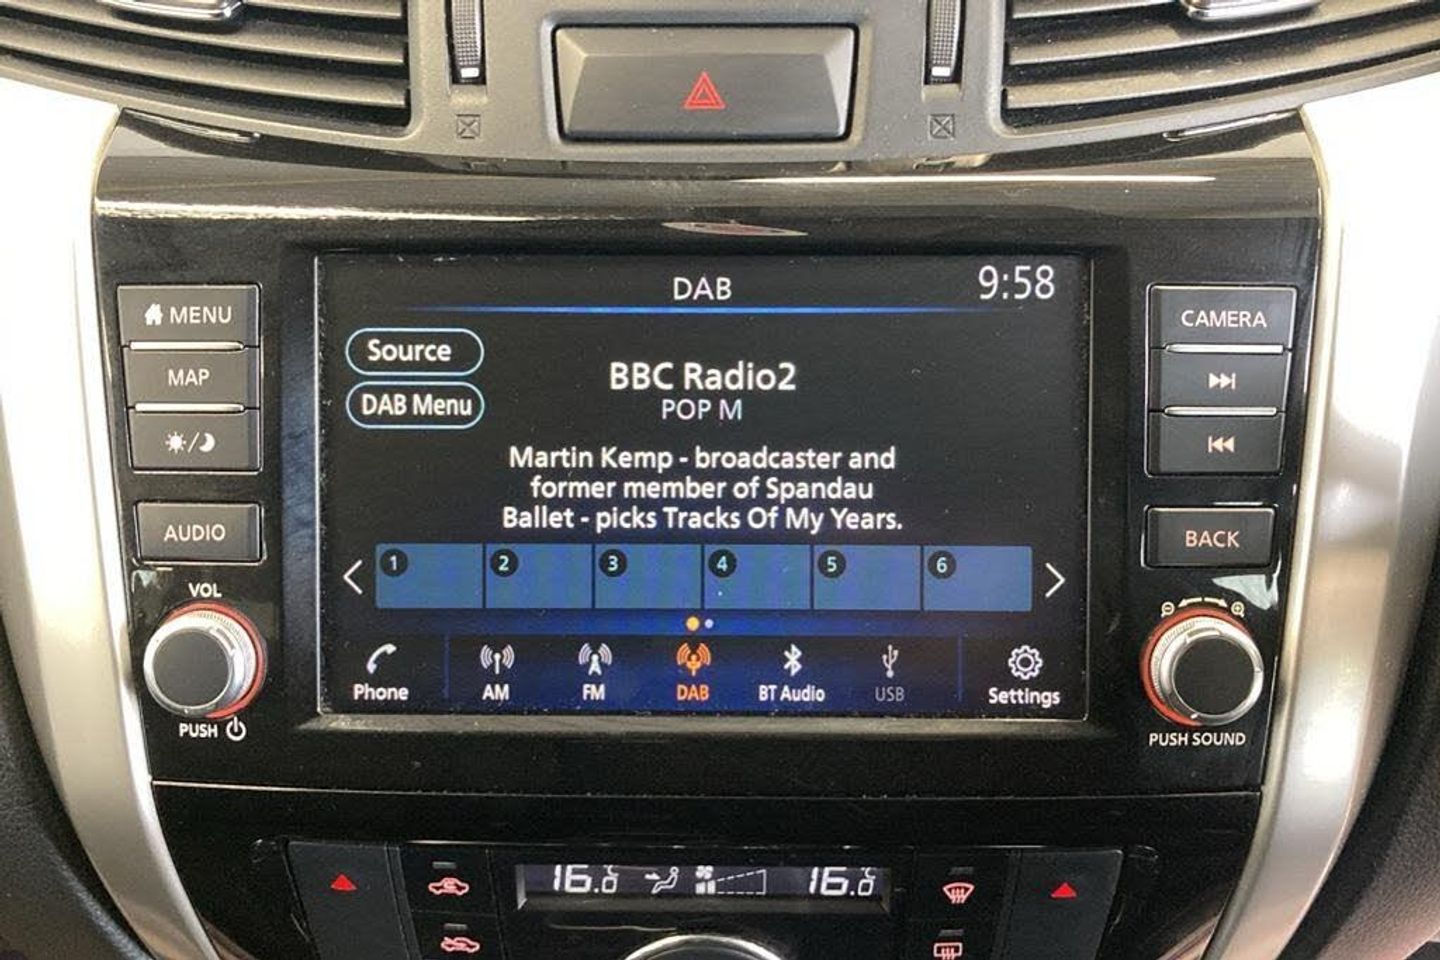 DAB
9:58
MENU
CAMERA
Source
MAP
BBC Radio2
DAB Menu
POP M
Martin Kemp - broadcaster and
former member of Spandau
Ballet - picks Tracks Of My Years.
AUDIO
BACK
1 2 3 4 5 6
VOL
Phone AM FM DAB BT Audio USB Settings
PUSH
PUSH SOUND
16.0°C 16.0°C